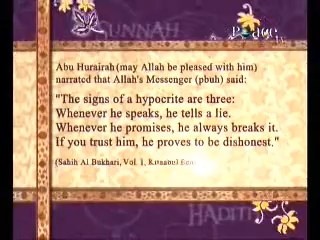 SUNNAH
Peace
Abu Hurairah(may Allah be pleased with him)
narrated that Allah's Messenger (pbuh) said:
"The signs of a hypocrite are three:
Whenever he speaks, he tells a lie.
Whenever he promises, he always breaks it.
If you trust him, he proves to be dishonest."
(Sahih Al Bukhari, Vol. 1,
HADITH